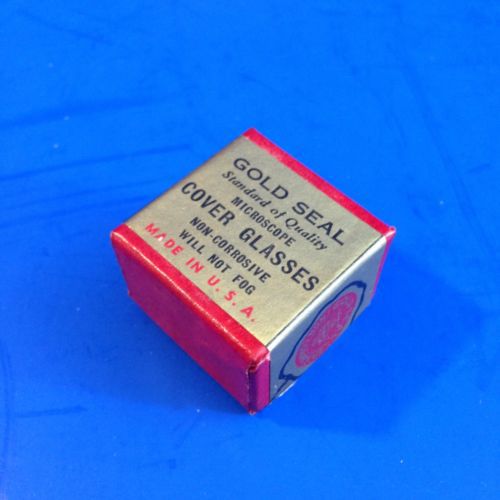 GOLD SEAL
Standard of Quality
MICROSCOPE
COVER GLASSES
NON-CORROSIVE
WILL NOT FOG
MADE IN U.S.A.